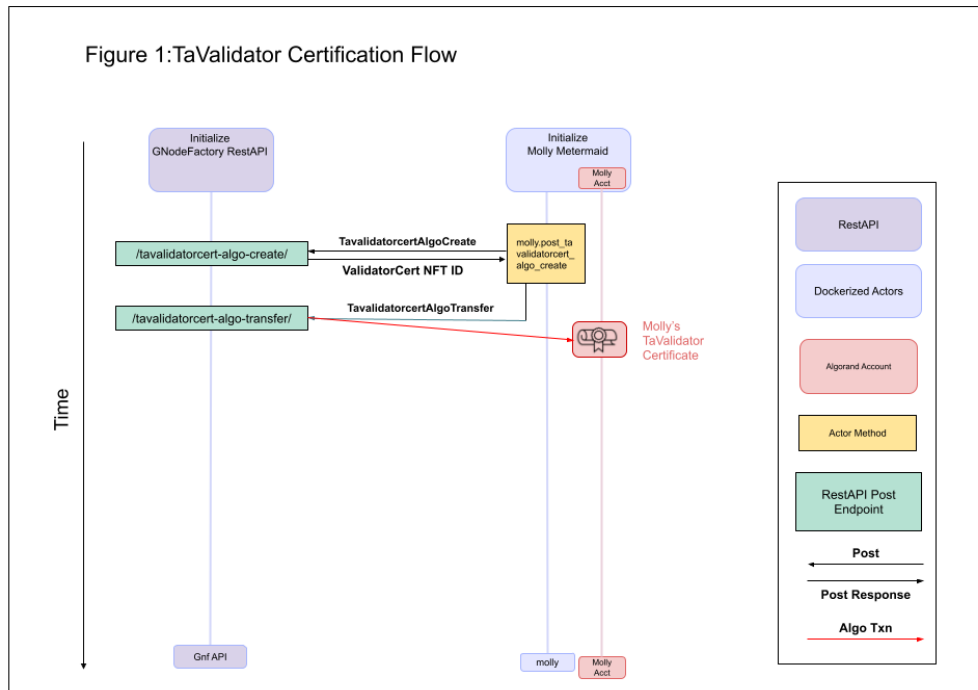 Figure 1:TaValidator Certification Flow
Initialize
GNodeFactory RestAPI
Initialize
Molly Metermaid
Molly
Acct
TavalidatorcertAlgoCreate
/tavalidatorcert-algo-create/
ValidatorCert NFT ID
molly.post_ta
validatorcert_
algo_create
TavalidatorcertAlgoTransfer
/tavalidatorcert-algo-transfer/
Molly's
TaValidator
Certificate
Time
Gnf API
molly
Molly
Acct
RestAPI
Dockerized Actors
Algorand Account
Actor Method
RestAPI Post
Endpoint
Post
Post Response
Algo Txn